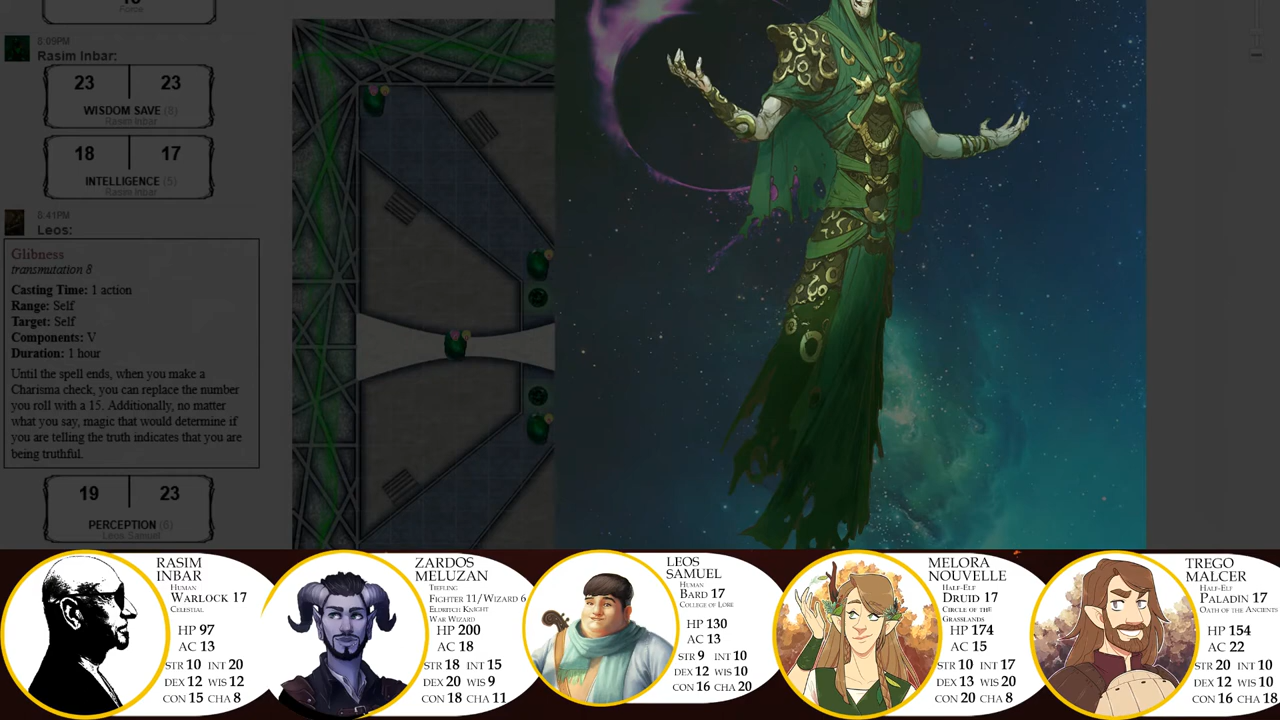 8:09PM
Rasim Inbar:
23 23
WISDOM SAVE (8)
Rasim Inbar
18 17
INTELLIGENCE (5)
Rasim Inbar
8:41PM
Leos:
Glibness
transmutation 8
Casting Time: 1 action
Range: Self
Target: Self
Components: V
Duration: 1 hour
Until the spell ends, when you make a
Charisma check, you can replace the number
you roll with a 15. Additionally, no matter
what you say, magic that would determine if
you are telling the truth indicates that you are
being truthful.
19 23
PERCEPTION (6)
Leos Samuel
RASIM
INBAR
HUMAN
WARLOCK 17
CELESTIAL
HP 97
AC 13
STR 10 INT 20
DEX 12 WIS 12
CON 15 CHA 8
ZARDOS
MELUZAN
TIEFLING
FIGHTER 11/WIZARD 6
ELDRITCH KNIGHT
WAR WIZARD
HP 200
AC 18
STR 18 INT 15
DEX 20 WIS 9
CON 18 CHA 11
LEOS
SAMUEL
HUMAN
BARD 17
COLLEGE OF LORE
HP 130
AC 13
STR 9 INT 10
DEX 12 WIS 10
CON 16 CHA 20
MELORA
NOUVELLE
HALF-ELF
DRUID 17
CIRCLE OF THE
GRASSLANDS
HP 174
AC 15
STR 10 INT 17
DEX 13 WIS 20
CON 20 CHA 8
TREGO
MALCER
HALF-ELF
PALADIN 17
OATH OF THE ANCIENTS
HP 154
AC 22
STR 20 INT 10
DEX 12 WIS 10
CON 16 CHA 18